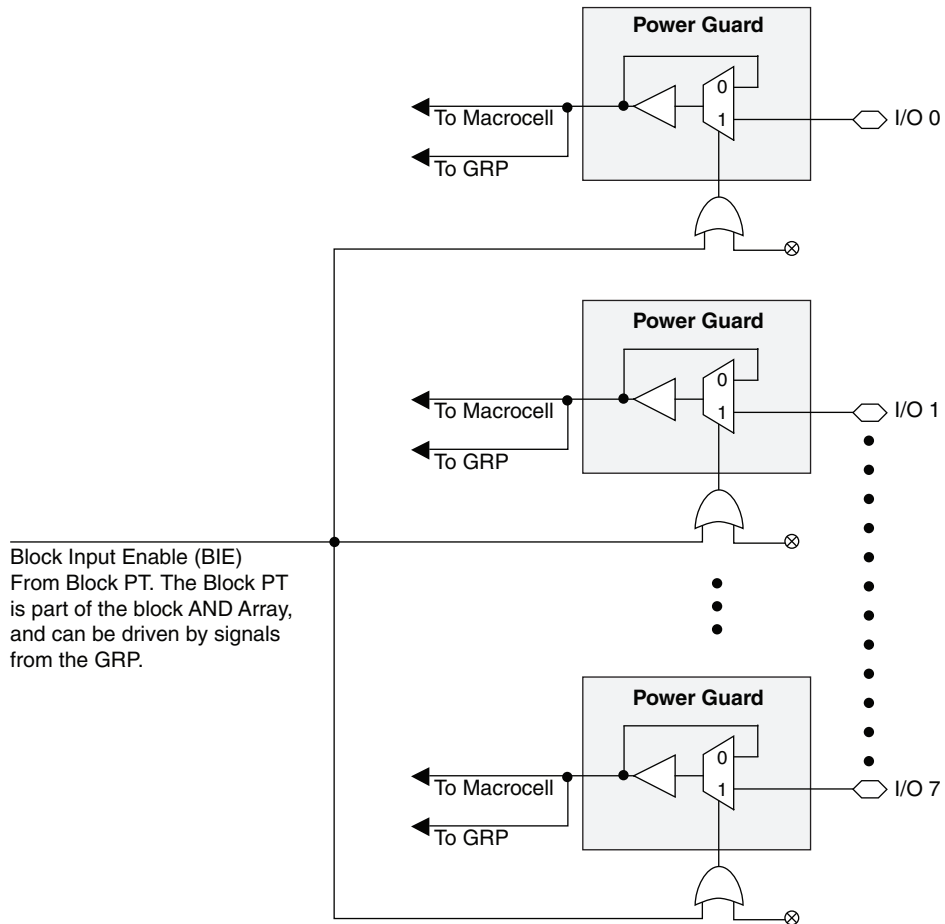 Power Guard
0
1
To Macrocell
To GRP
I/O 0
Power Guard
0
1
To Macrocell
To GRP
I/O 1
Block Input Enable (BIE)
From Block PT. The Block PT
is part of the block AND Array,
and can be driven by signals
from the GRP.
Power Guard
0
1
To Macrocell
To GRP
I/O 7